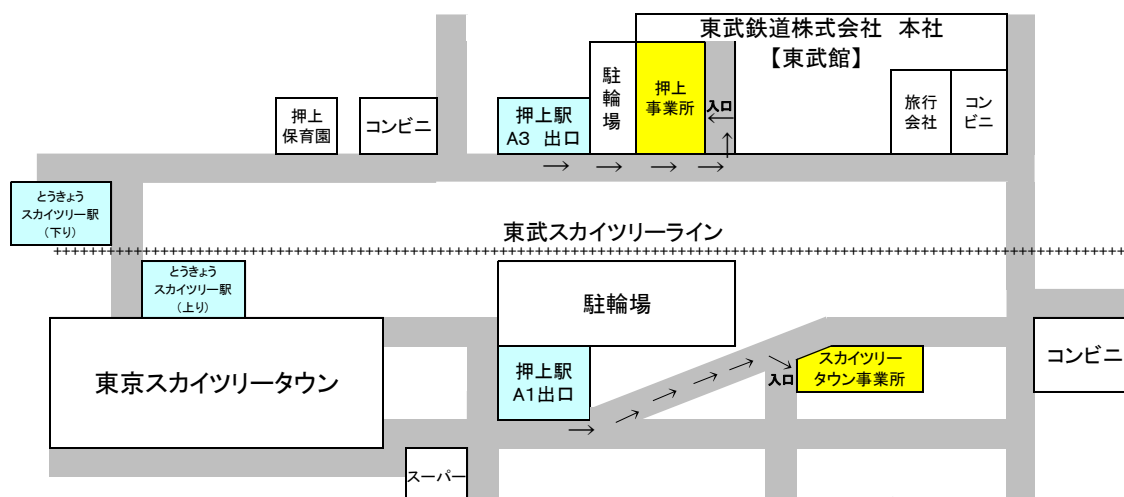 東武鉄道株式会社 本社
【東武館】
駐
輪
場
押上
事業所
入口
旅行
会社
コン
ビニ
押上
保育園
コンビニ
押上駅
A3 出口
とうきょう
スカイツリー駅
(下り)
東武スカイツリーライン
とうきょう
スカイツリー駅
(上り)
駐輪場
東京スカイツリータウン
押上駅
A1出口
入口
スカイツリー
タウン事業所
コンビニ
スーパー